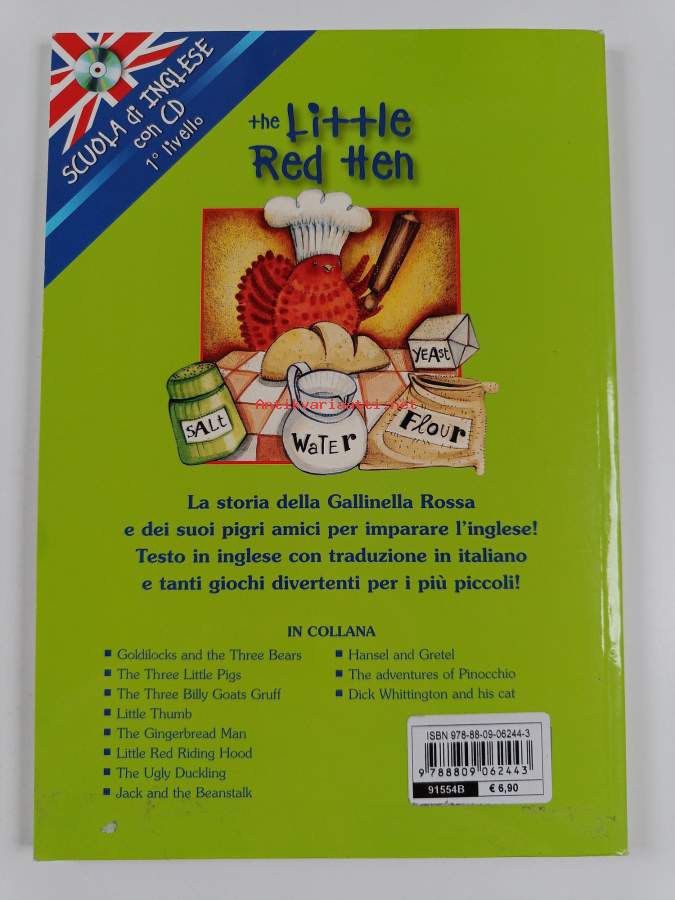 SCUOLA di INGLESE
con CD
1° livello
the Little
Red Hen
YEAST
Antikvariaatti.net
SALT
WATER
FLOUR
La storia della Gallinella Rossa
e dei suoi pigri amici per imparare l'inglese!
Testo in inglese con traduzione in italiano
e tanti giochi divertenti per i più piccoli!
IN COLLANA
Goldilocks and the Three Bears
The Three Little Pigs
The Three Billy Goats Gruff
Little Thumb
The Gingerbread Man
Little Red Riding Hood
The Ugly Duckling
Jack and the Beanstalk
Hansel and Gretel
The adventures of Pinocchio
Dick Whittington and his cat
ISBN 978-88-09-06244-3
9 788809 062443
91554B € 6,90